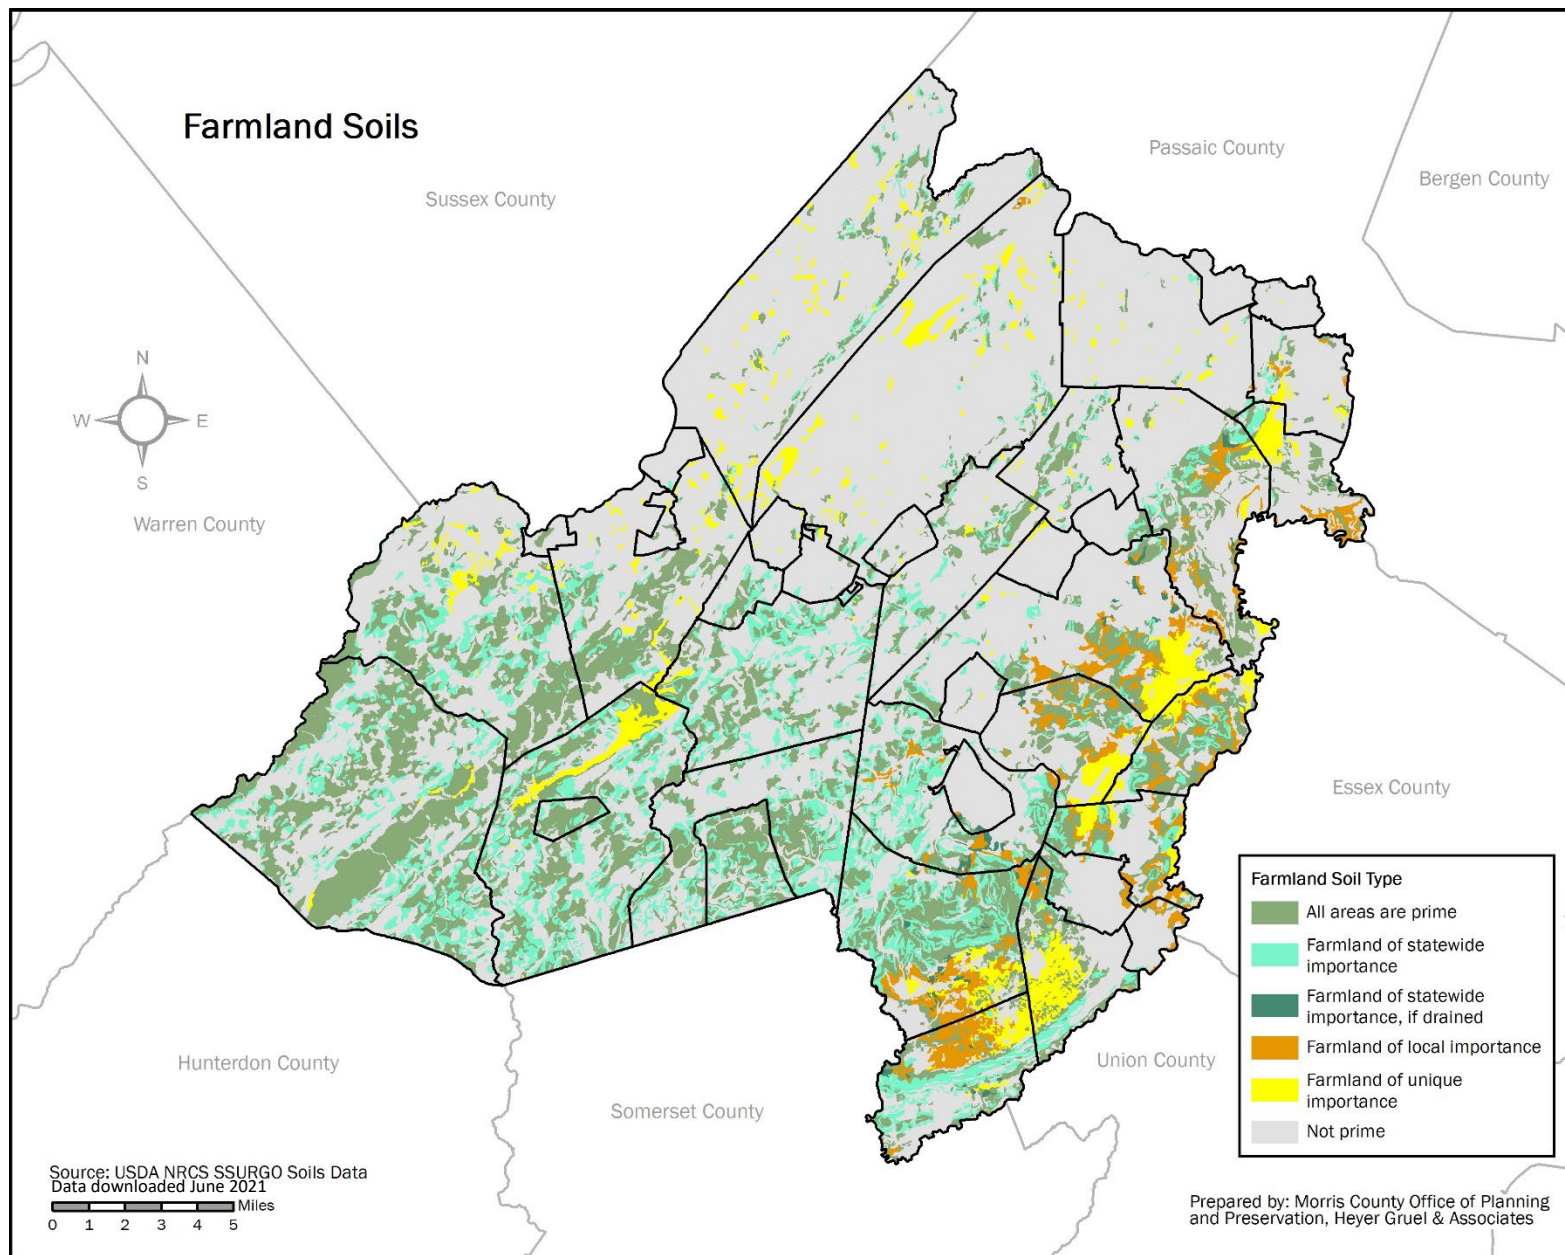 Farmland Soils
Sussex County
Passaic County
Bergen County
N
W
E
S
Warren County
Essex County
Hunterdon County
Somerset County
Union County
Farmland Soil Type
All areas are prime
Farmland of statewide
importance
Farmland of statewide
importance, if drained
Farmland of local importance
Farmland of unique
importance
Not prime
Source: USDA NRCS SSURGO Soils Data
Data downloaded June 2021
Miles
0 1 2 3 4 5
Prepared by: Morris County Office of Planning
and Preservation, Heyer Gruel & Associates